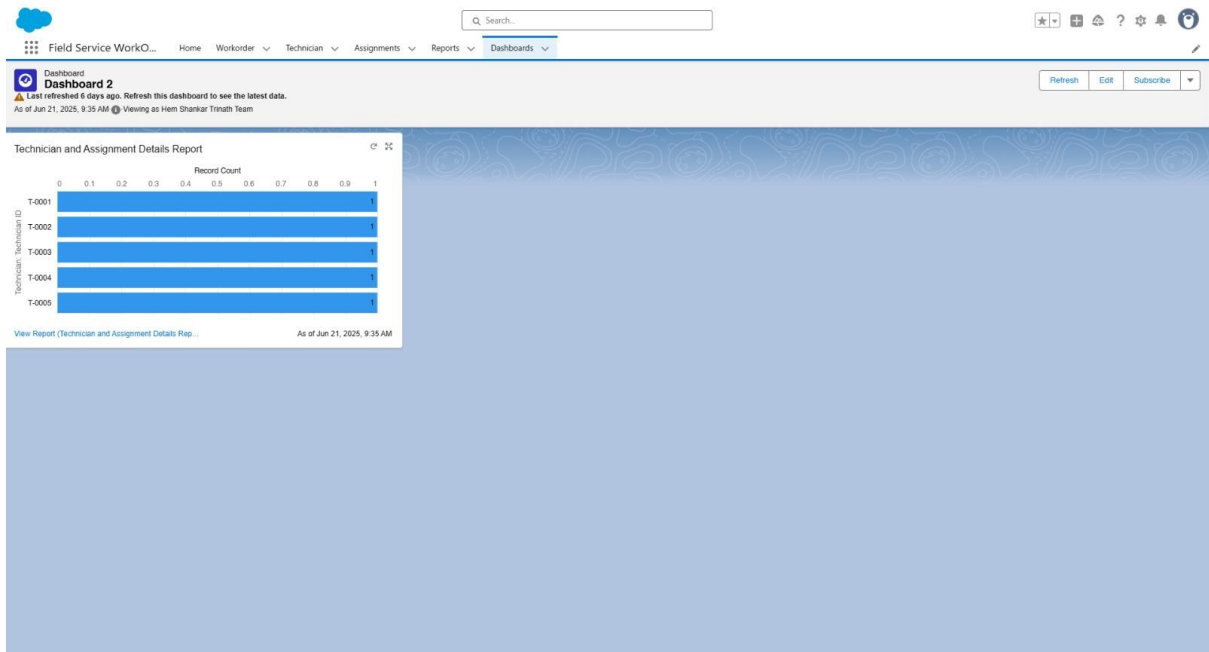 Search...
Field Service WorkO... Home Workorder Technician Assignments Reports Dashboards
Dashboard
Dashboard 2
Last refreshed 6 days ago. Refresh this dashboard to see the latest data.
As of Jun 21, 2025, 9:35 AM Viewing as Hem Shankar Trinath Team
Refresh Edit Subscribe
Technician and Assignment Details Report
Record Count
0 0.1 0.2 0.3 0.4 0.5 0.6 0.7 0.8 0.9 1
Technician: Technician ID
T-0001 1
T-0002 1
T-0003 1
T-0004 1
T-0005 1
View Report (Technician and Assignment Details Rep... As of Jun 21, 2025, 9:35 AM